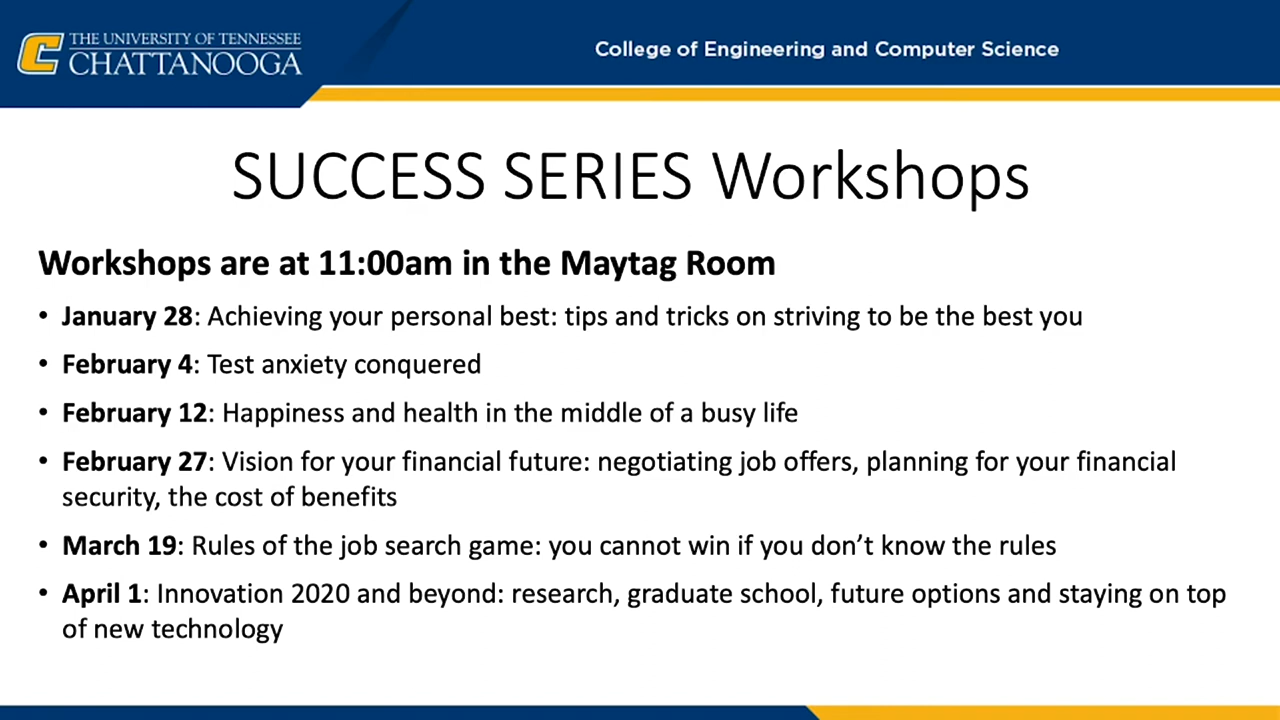 THE UNIVERSITY OF TENNESSEE
CHATTANOOGA
College of Engineering and Computer Science
SUCCESS SERIES Workshops
Workshops are at 11:00am in the Maytag Room
• January 28: Achieving your personal best: tips and tricks on striving to be the best you
• February 4: Test anxiety conquered
• February 12: Happiness and health in the middle of a busy life
• February 27: Vision for your financial future: negotiating job offers, planning for your financial
security, the cost of benefits
• March 19: Rules of the job search game: you cannot win if you don’t know the rules
• April 1: Innovation 2020 and beyond: research, graduate school, future options and staying on top
of new technology